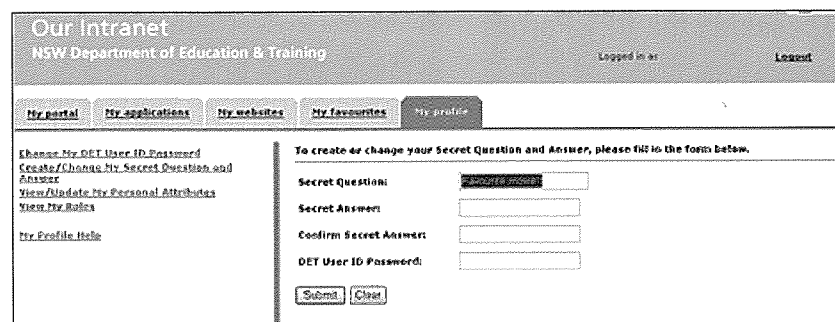 Our Intranet
NSW Department of Education & Training
Logged in as
Logout
My portal
My applications
My websites
My favourites
My profile
Change My DET User ID Password
Create/Change My Secret Question and
Answer
View/Update My Personal Attributes
View My Roles
My Profile Help
To create or change your Secret Question and Answer, please fill in the form below.
Secret Question:
Secret Answer:
Confirm Secret Answer:
DET User ID Password:
Submit
Clear